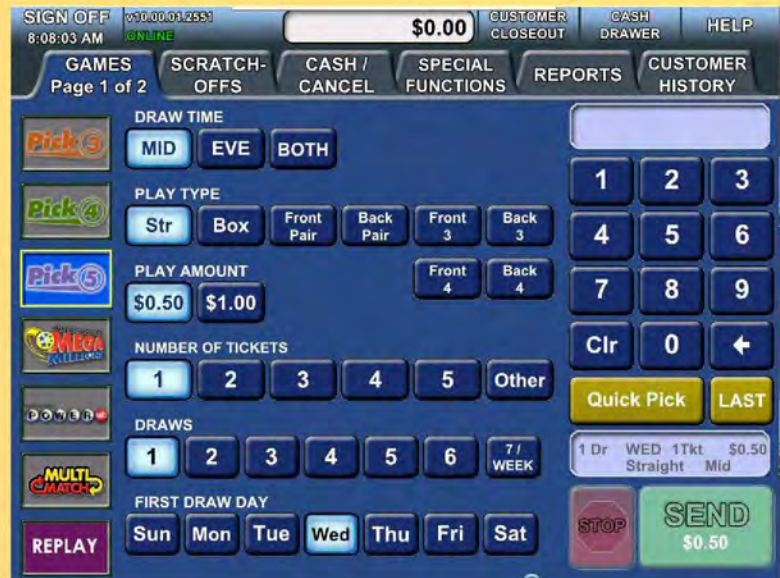 SIGN OFF v10.00.01.2551 $0.00 CUSTOMER CLOSEOUT CASH DRAWER HELP
8:08:03 AM ONLINE
GAMES Page 1 of 2 SCRATCH-OFFS CASH / CANCEL SPECIAL FUNCTIONS REPORTS CUSTOMER HISTORY
Pick 3
Pick 4
Pick 5
MEGA MILLIONS
POWER
MULTI MATCH
REPLAY
DRAW TIME
MID EVE BOTH
PLAY TYPE
Str Box Front Pair Back Pair Front 3 Back 3
Front 4 Back 4
PLAY AMOUNT
$0.50 $1.00
NUMBER OF TICKETS
1 2 3 4 5 Other
DRAWS
1 2 3 4 5 6 7 / WEEK
FIRST DRAW DAY
Sun Mon Tue Wed Thu Fri Sat
1 2 3
4 5 6
7 8 9
Clr 0
Quick Pick LAST
1 Dr WED 1Tkt $0.50
Straight Mid
STOP SEND
$0.50